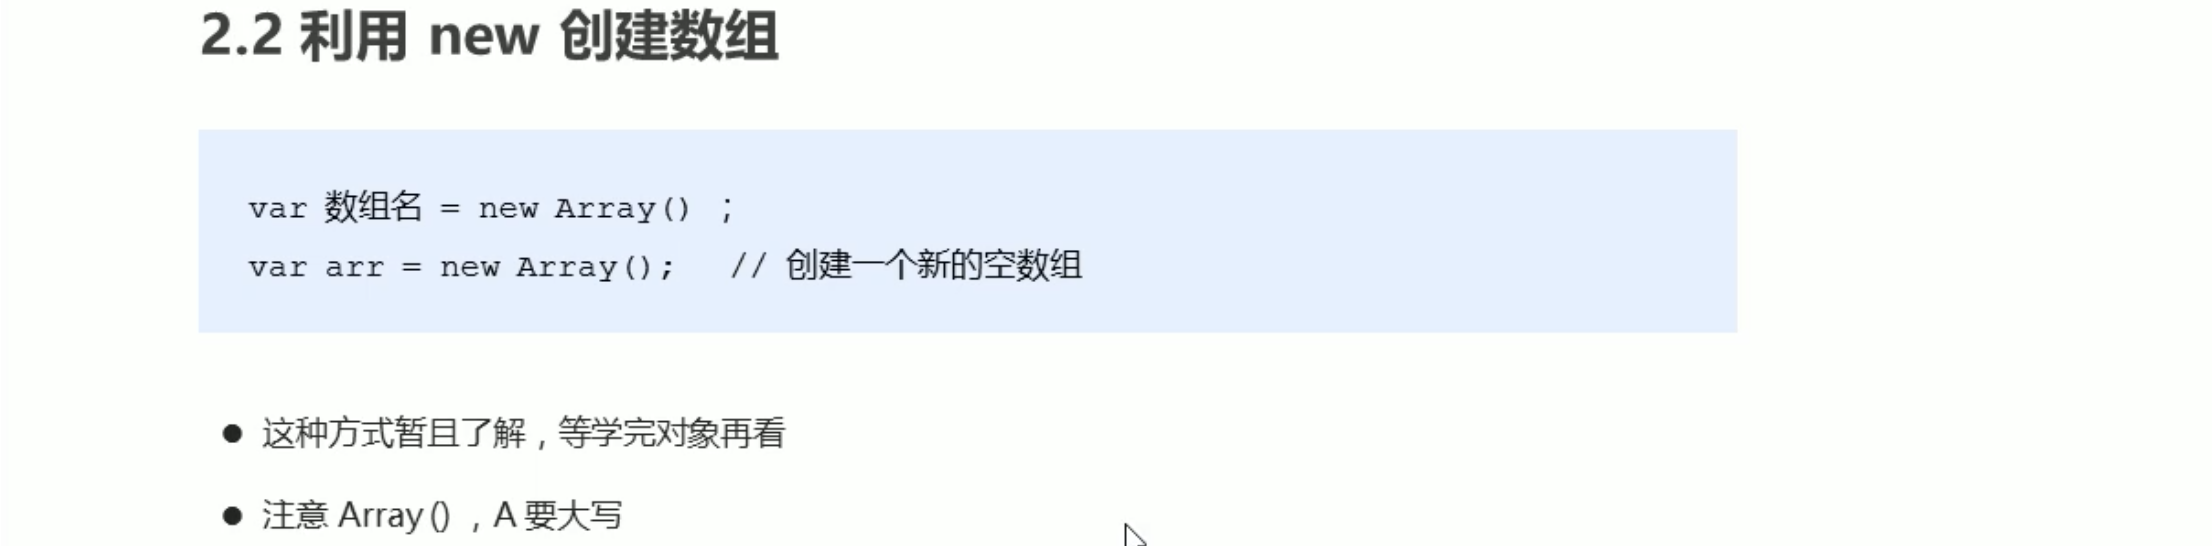 2.2 利用 new 创建数组
var 数组名 = new Array() ;
var arr = new Array();   // 创建一个新的空数组
● 这种方式暂且了解，等学完对象再看
● 注意 Array () ，A 要大写